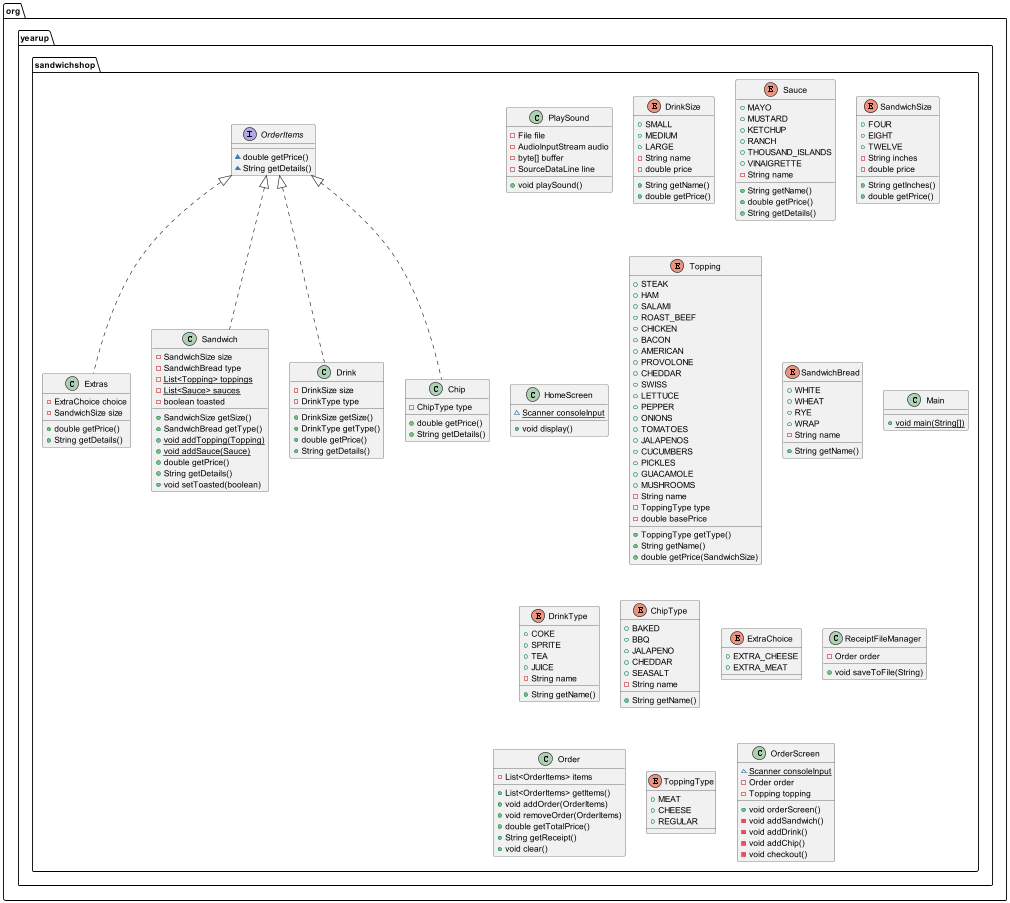 org
yearup
sandwichshop
I OrderItems
double getPrice()
String getDetails()
C PlaySound
File file
AudioInputStream audio
byte[] buffer
SourceDataLine line
void playSound()
E DrinkSize
SMALL
MEDIUM
LARGE
String name
double price
String getName()
double getPrice()
E Sauce
MAYO
MUSTARD
KETCHUP
RANCH
THOUSAND_ISLANDS
VINAIGRETTE
String name
String getName()
double getPrice()
String getDetails()
E SandwichSize
FOUR
EIGHT
TWELVE
String inches
double price
String getInches()
double getPrice()
C Extras
ExtraChoice choice
SandwichSize size
double getPrice()
String getDetails()
C Sandwich
SandwichSize size
SandwichBread type
List<Topping> toppings
List<Sauce> sauces
boolean toasted
SandwichSize getSize()
SandwichBread getType()
void addTopping(Topping)
void addSauce(Sauce)
double getPrice()
String getDetails()
void setToasted(boolean)
C Drink
DrinkSize size
DrinkType type
DrinkSize getSize()
DrinkType getType()
double getPrice()
String getDetails()
C Chip
ChipType type
double getPrice()
String getDetails()
C HomeScreen
Scanner consoleInput
void display()
E Topping
STEAK
HAM
SALAMI
ROAST_BEEF
CHICKEN
BACON
AMERICAN
PROVOLONE
CHEDDAR
SWISS
LETTUCE
PEPPER
ONIONS
TOMATOES
JALAPENOS
CUCUMBERS
PICKLES
GUACAMOLE
MUSHROOMS
String name
ToppingType type
double basePrice
ToppingType getType()
String getName()
double getPrice(SandwichSize)
E SandwichBread
WHITE
WHEAT
RYE
WRAP
String name
String getName()
C Main
void main(String[])
E DrinkType
COKE
SPRITE
TEA
JUICE
String name
String getName()
E ChipType
BAKED
BBQ
JALAPENO
CHEDDAR
SEASALT
String name
String getName()
E ExtraChoice
EXTRA_CHEESE
EXTRA_MEAT
C ReceiptFileManager
Order order
void saveToFile(String)
C Order
List<OrderItems> items
List<OrderItems> getItems()
void addOrder(OrderItems)
void removeOrder(OrderItems)
double getTotalPrice()
String getReceipt()
void clear()
E ToppingType
MEAT
CHEESE
REGULAR
C OrderScreen
Scanner consoleInput
Order order
Topping topping
void orderScreen()
void addSandwich()
void addDrink()
void addChip()
void checkout()